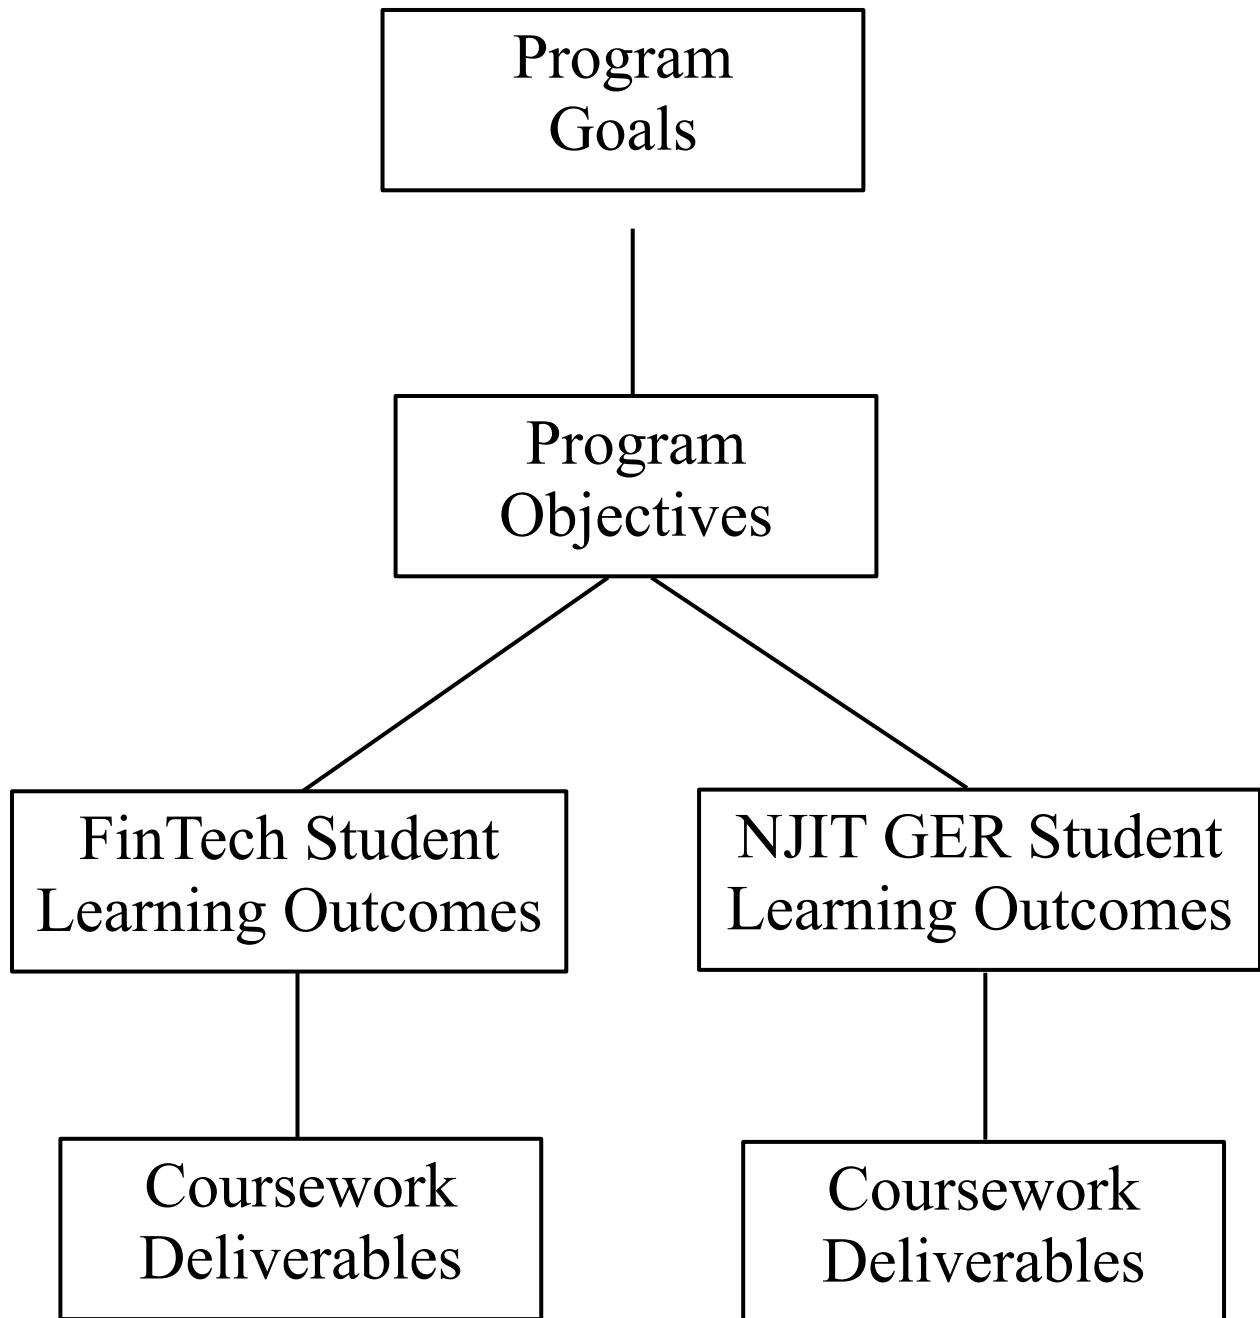 Program
Goals
Program
Objectives
FinTech Student
Learning Outcomes
NJIT GER Student
Learning Outcomes
Coursework
Deliverables
Coursework
Deliverables